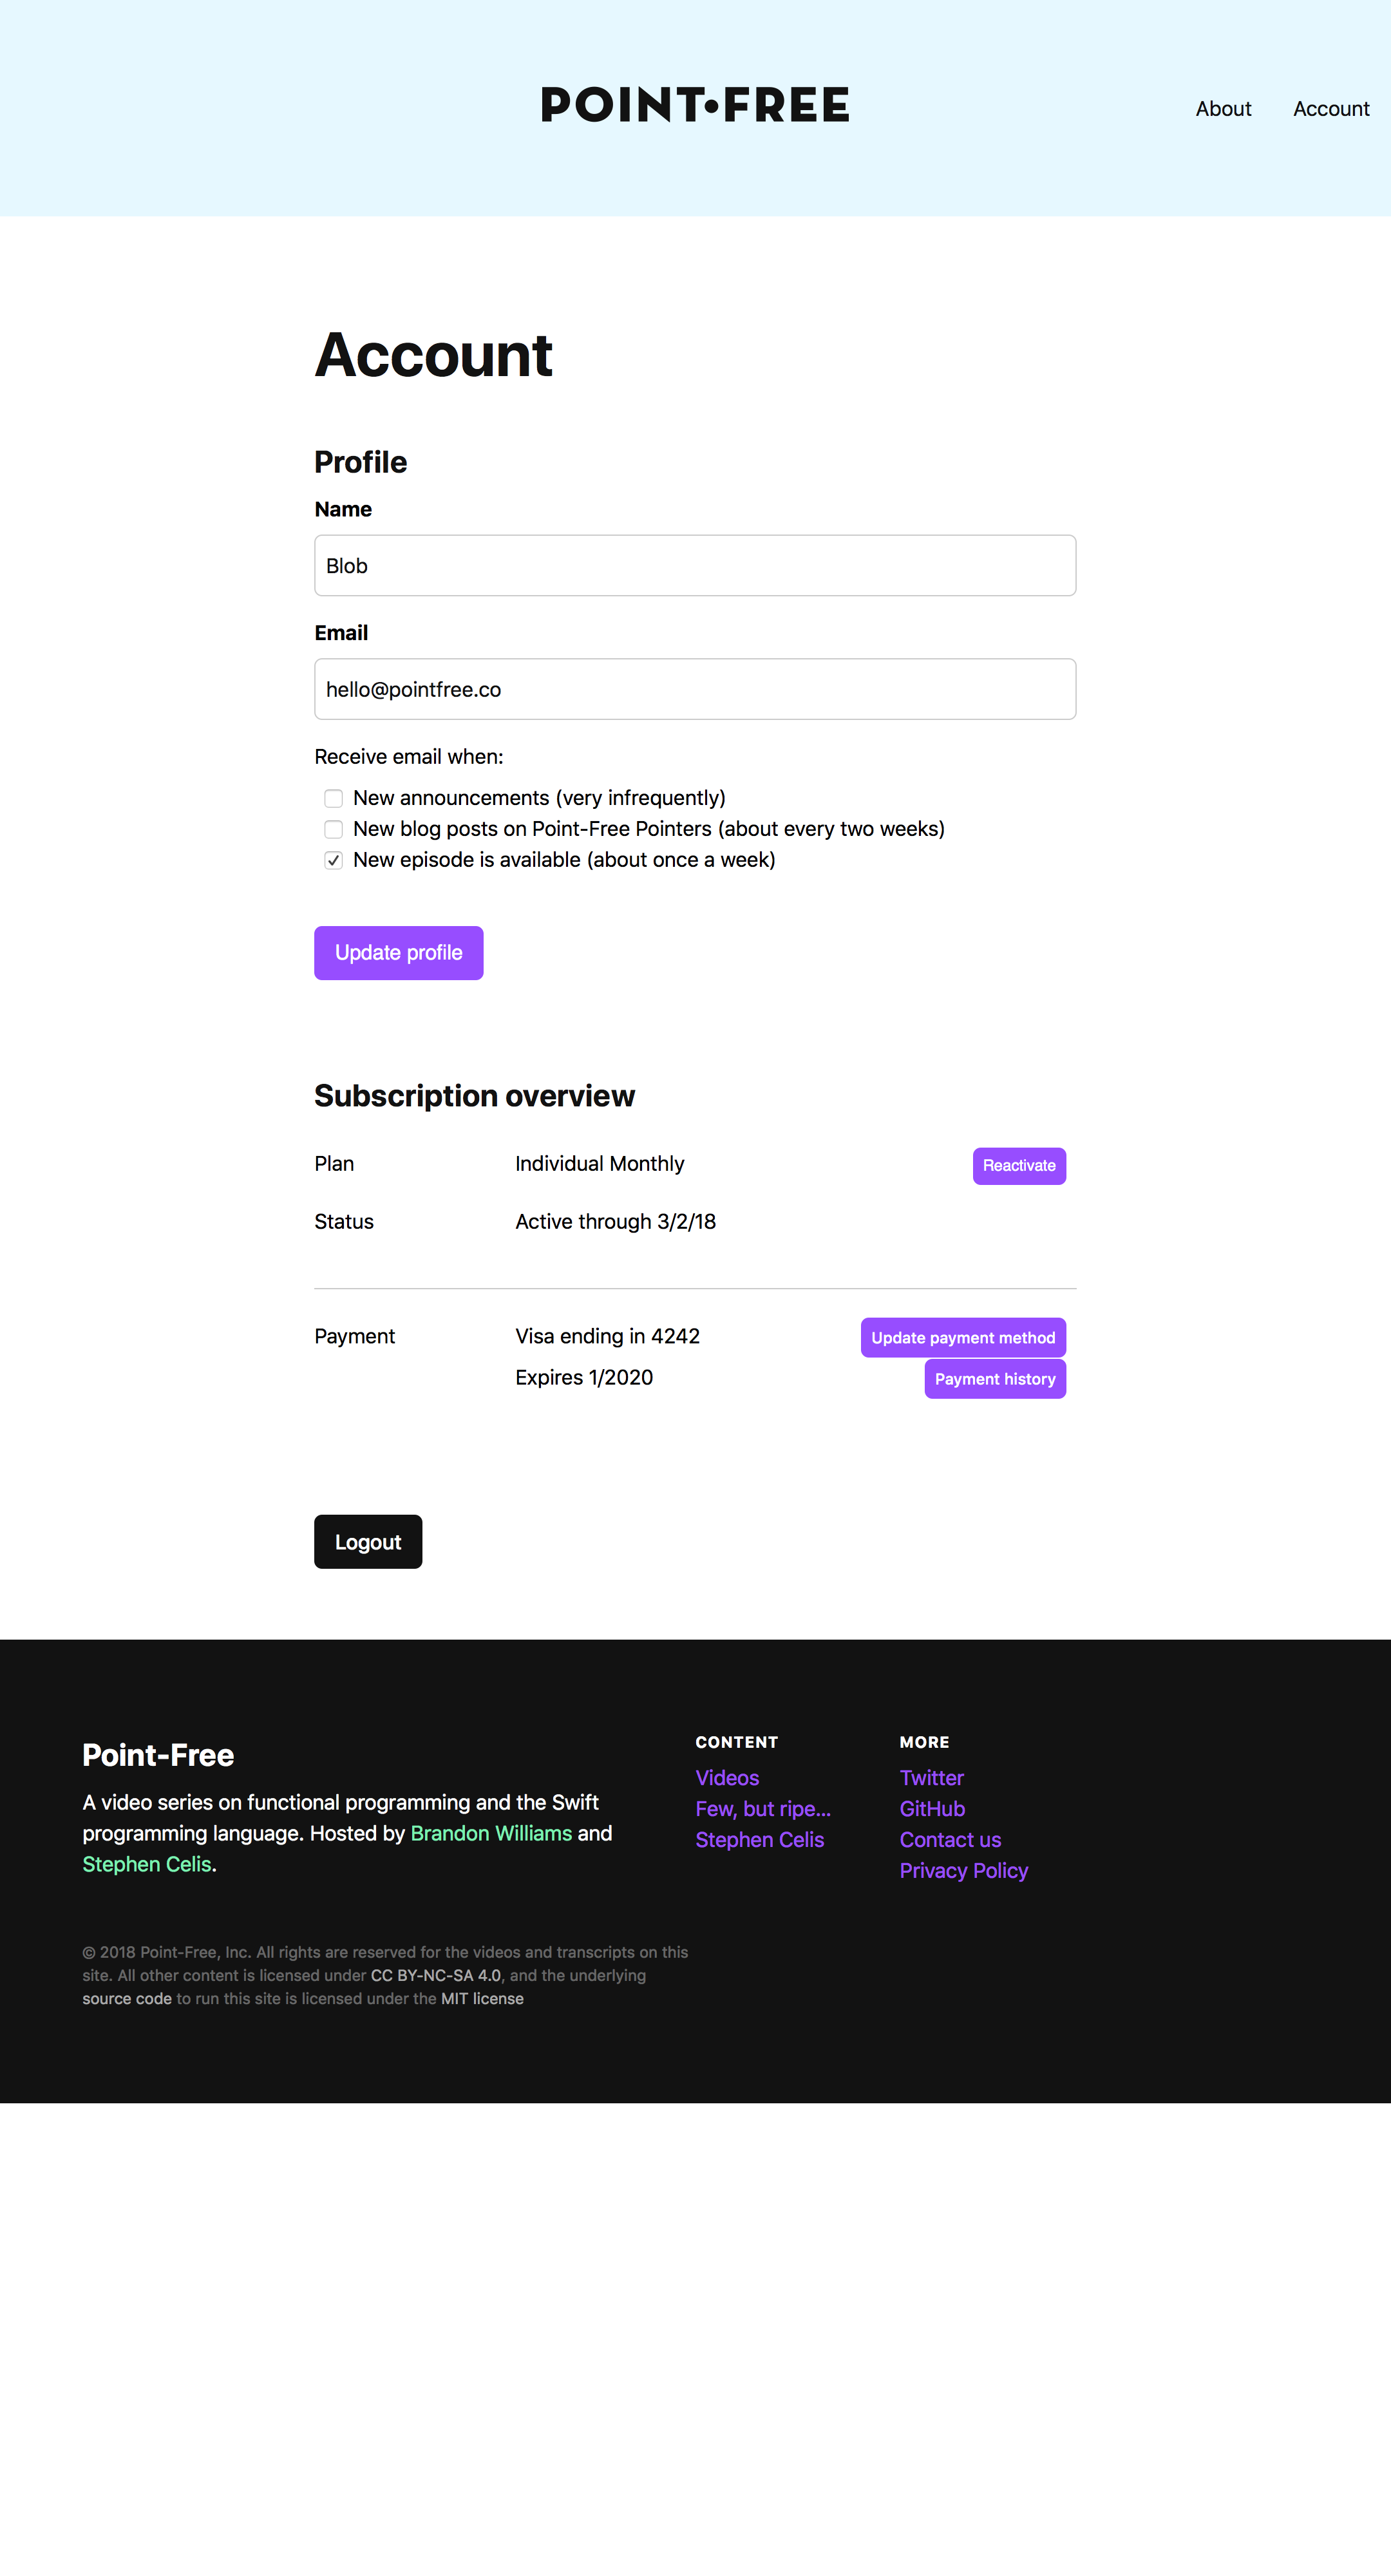 POINT•FREE
About Account
Account
Profile
Name
Blob
Email
hello@pointfree.co
Receive email when:
New announcements (very infrequently)
New blog posts on Point-Free Pointers (about every two weeks)
New episode is available (about once a week)
Update profile
Subscription overview
Plan Individual Monthly Reactivate
Status Active through 3/2/18
Payment Visa ending in 4242 Update payment method
Expires 1/2020 Payment history
Logout
Point-Free
A video series on functional programming and the Swift
programming language. Hosted by Brandon Williams and
Stephen Celis.
CONTENT
Videos
Few, but ripe...
Stephen Celis
MORE
Twitter
GitHub
Contact us
Privacy Policy
© 2018 Point-Free, Inc. All rights are reserved for the videos and transcripts on this
site. All other content is licensed under CC BY-NC-SA 4.0, and the underlying
source code to run this site is licensed under the MIT license